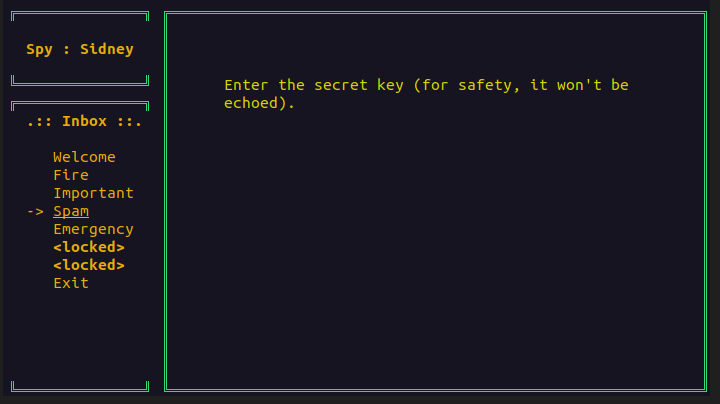 Spy : Sidney
.:: Inbox ::.
Welcome
Fire
Important
-> Spam
Emergency
<locked>
<locked>
Exit
Enter the secret key (for safety, it won't be
echoed).